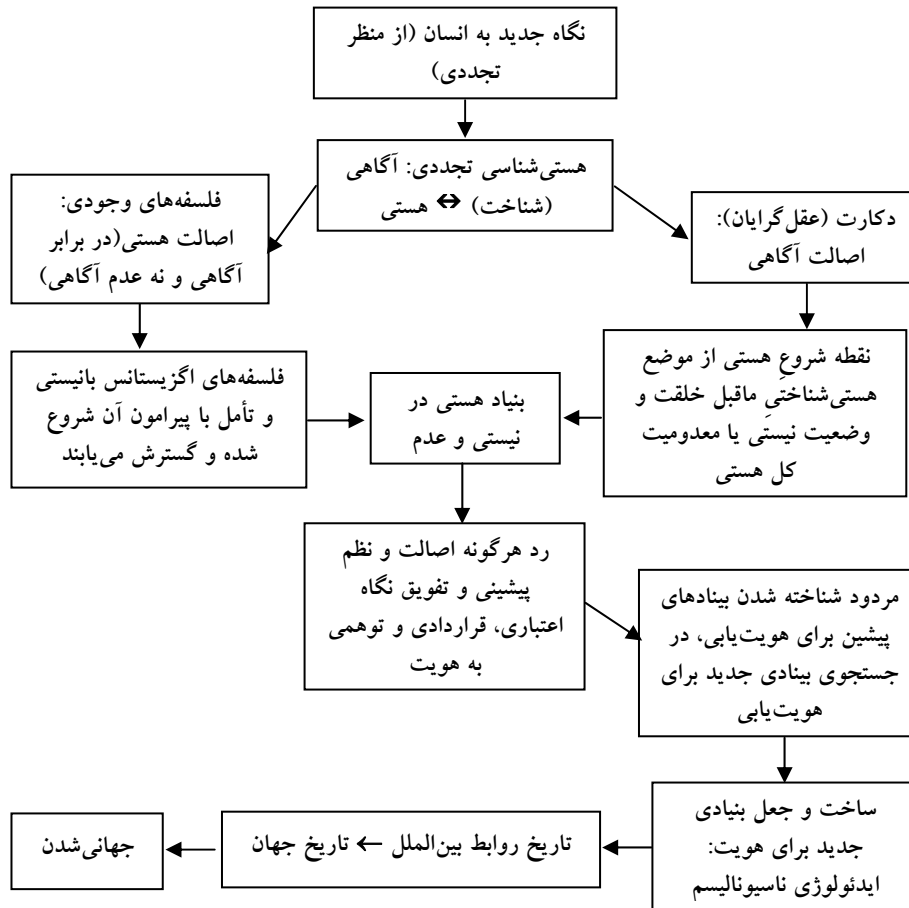 نگاه جدید به انسان (از منظر
تجددی)
هستی‌شناسی تجددی: آگاهی
(شناخت) ↔ هستی
دکارت (عقل‌گرایان):
اصالت آگاهی
فلسفه‌های وجودی:
اصالت هستی(در برابر
آگاهی و نه عدم آگاهی)
نقطه شروعِ هستی از موضع
هستی‌شناختیِ ماقبل خلقت و
وضعیت نیستی یا معدومیت
کل هستی
بنیاد هستی در
نیستی و عدم
فلسفه‌های اگزیستانس بانیستی
و تأمل با پیرامون آن شروع
شده و گسترش می‌یابند
رد هرگونه اصالت و نظم
پیشینی و تفویق نگاه
اعتباری، قراردادی و توهمی
به هویت
مردود شناخته شدن بینادهای
پیشین برای هویت‌یابی، در
جستجوی بینادی جدید برای
هویت‌یابی
ساخت و جعل بنیادی
جدید برای هویت:
ایدئولوژی ناسیونالیسم
تاریخ روابط بین‌الملل ← تاریخ جهان
جهانی‌شدن